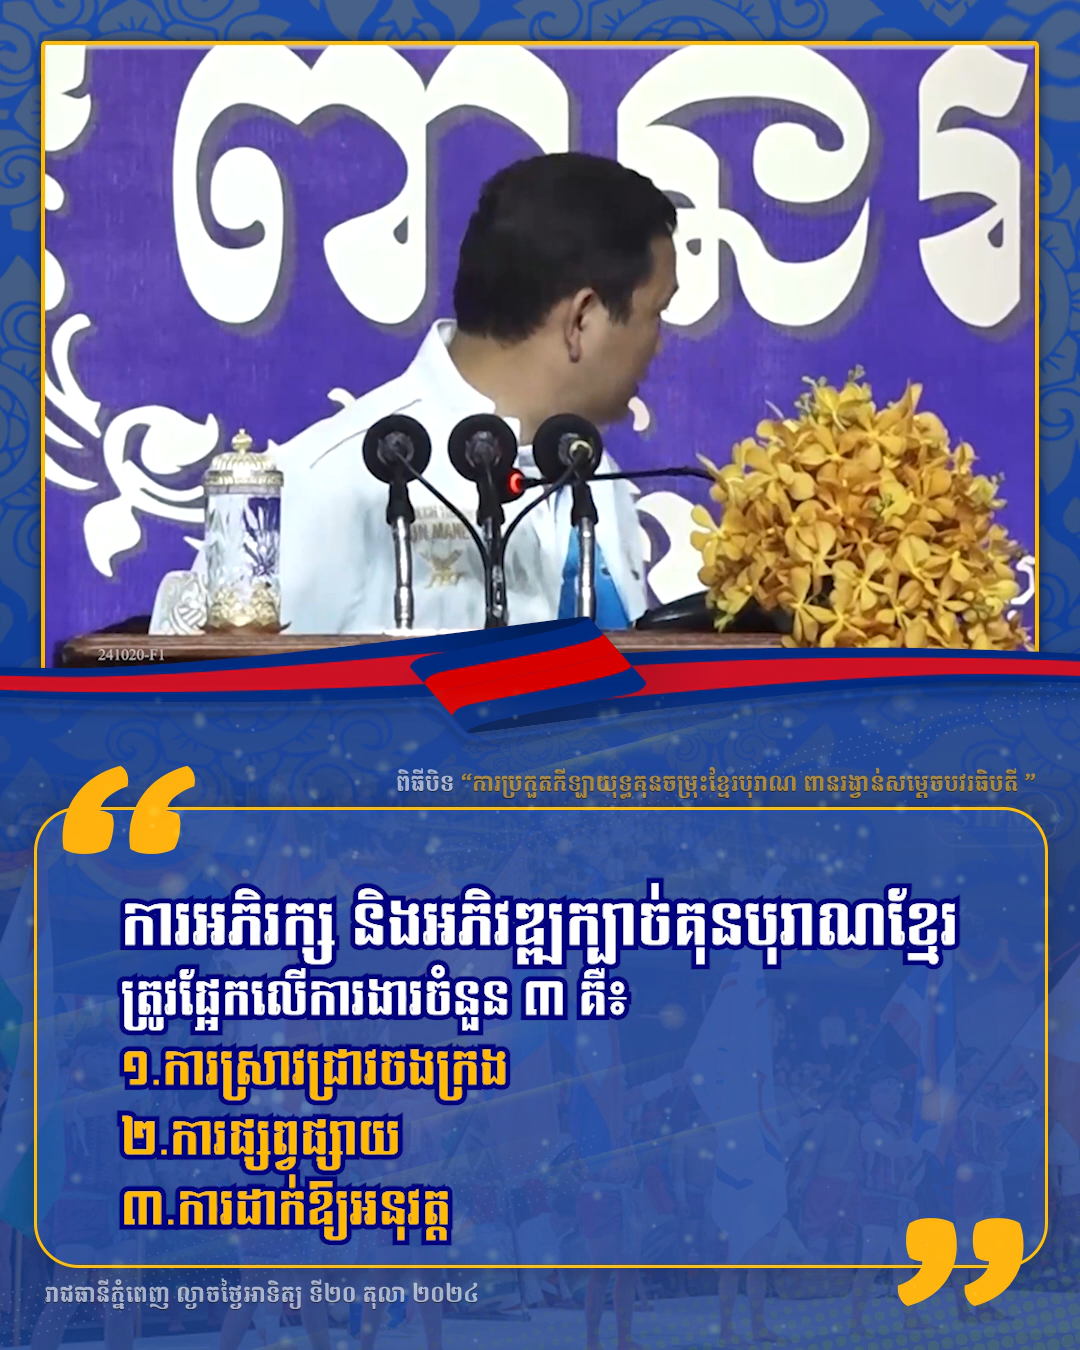 ពានរ
241020-F1
ពិធីបិទ “ការប្រកួតកីឡាយុទ្ធគុនចម្រុះខ្មែរបុរាណ ពានរង្វាន់សម្ដេចបវរធិបតី ”
ការអភិរក្ស និងអភិវឌ្ឍក្បាច់គុនបុរាណខ្មែរ
ត្រូវផ្អែកលើការងារចំនួន ៣ គឺ៖
១.ការស្រាវជ្រាវចងក្រង
២.ការផ្សព្វផ្សាយ
៣.ការដាក់ឱ្យអនុវត្ត
រាជធានីភ្នំពេញ ល្ងាចថ្ងៃអាទិត្យ ទី២០ តុលា ២០២៤